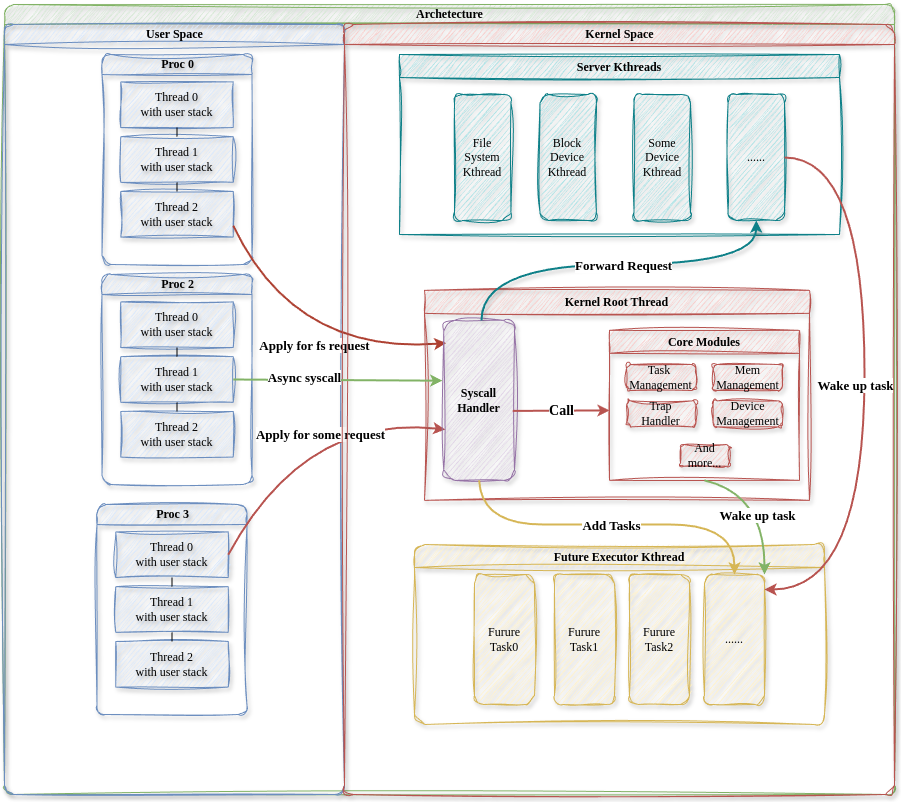 Archetecture
User Space
Kernel Space
Proc 0
Thread 0
with user stack
Thread 1
with user stack
Thread 2
with user stack
Proc 2
Thread 0
with user stack
Thread 1
with user stack
Thread 2
with user stack
Proc 3
Thread 0
with user stack
Thread 1
with user stack
Thread 2
with user stack
Apply for fs request
Async syscall
Apply for some request
Server Kthreads
File
System
Kthread
Block
Device
Kthread
Some
Device
Kthread
......
Forward Request
Kernel Root Thread
Syscall
Handler
Call
Core Modules
Task
Management
Mem
Management
Trap
Handler
Device
Management
And
more...
Wake up task
Add Tasks
Wake up task
Future Executor Kthread
Furure
Task0
Furure
Task1
Furure
Task2
......